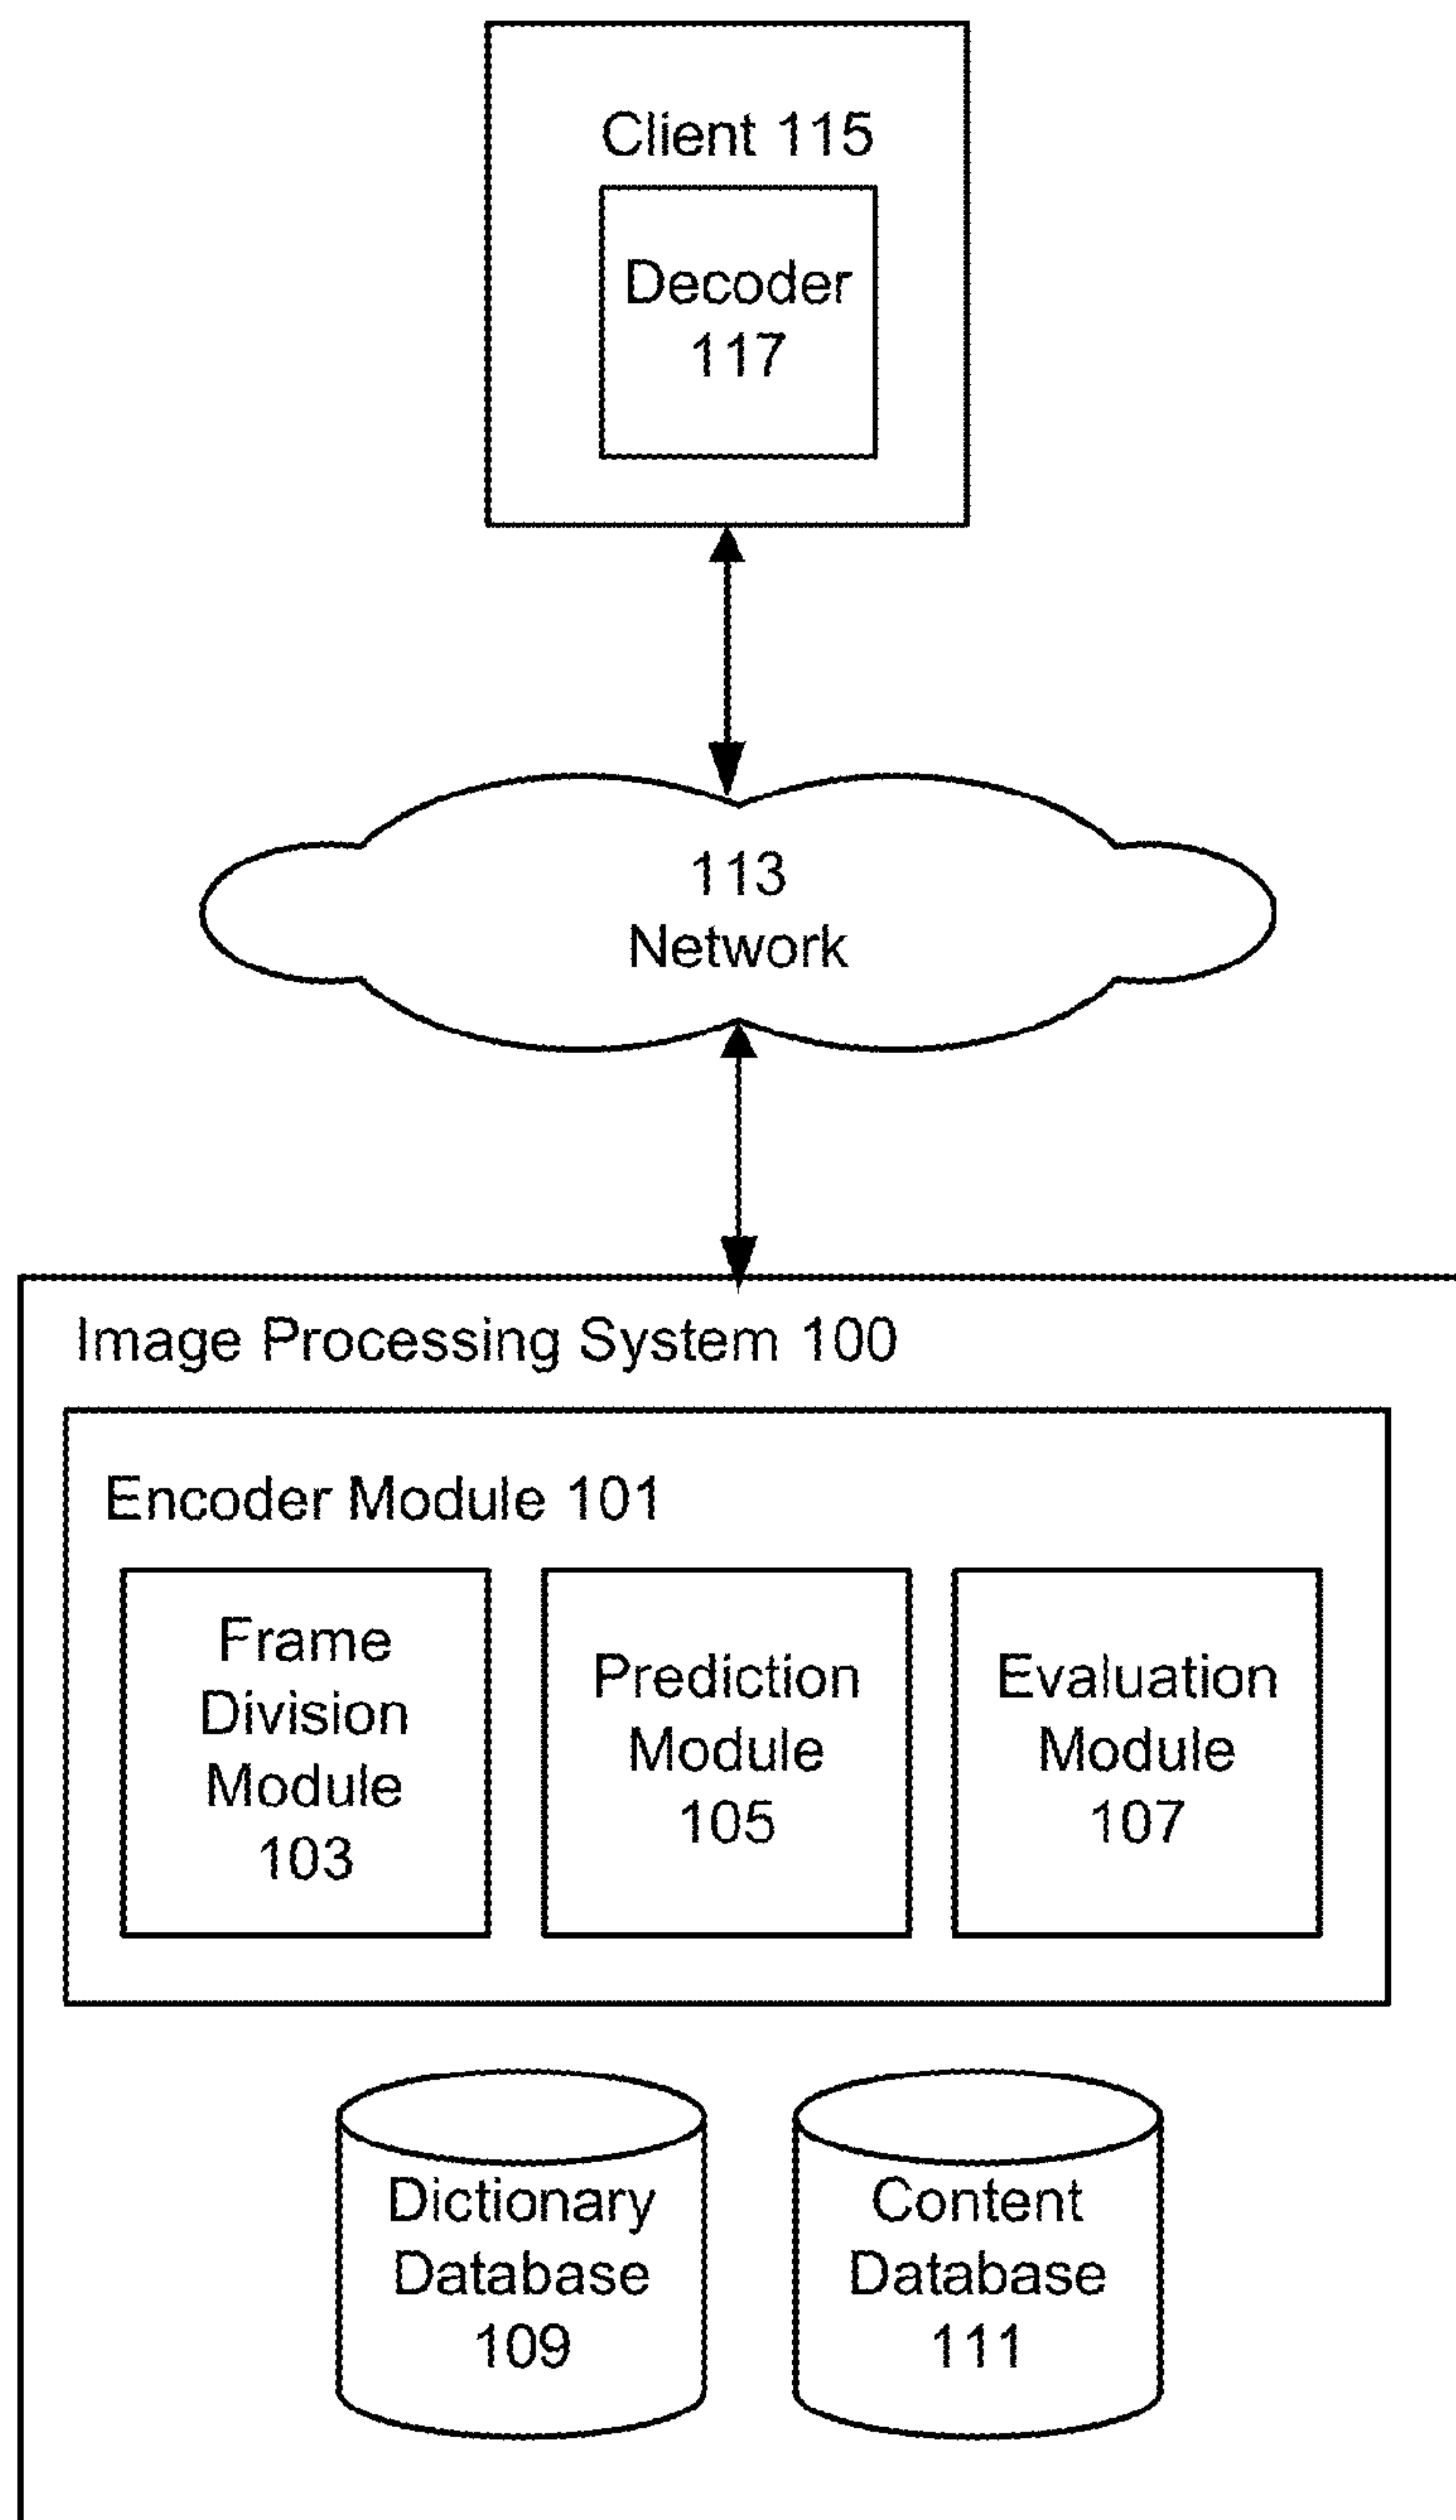 Client 115
Decoder
117
113
Network
Image Processing System 100
Encoder Module 101
Frame
Division
Module
103
Prediction
Module
105
Evaluation
Module
107
Dictionary
Database
109
Content
Database
111